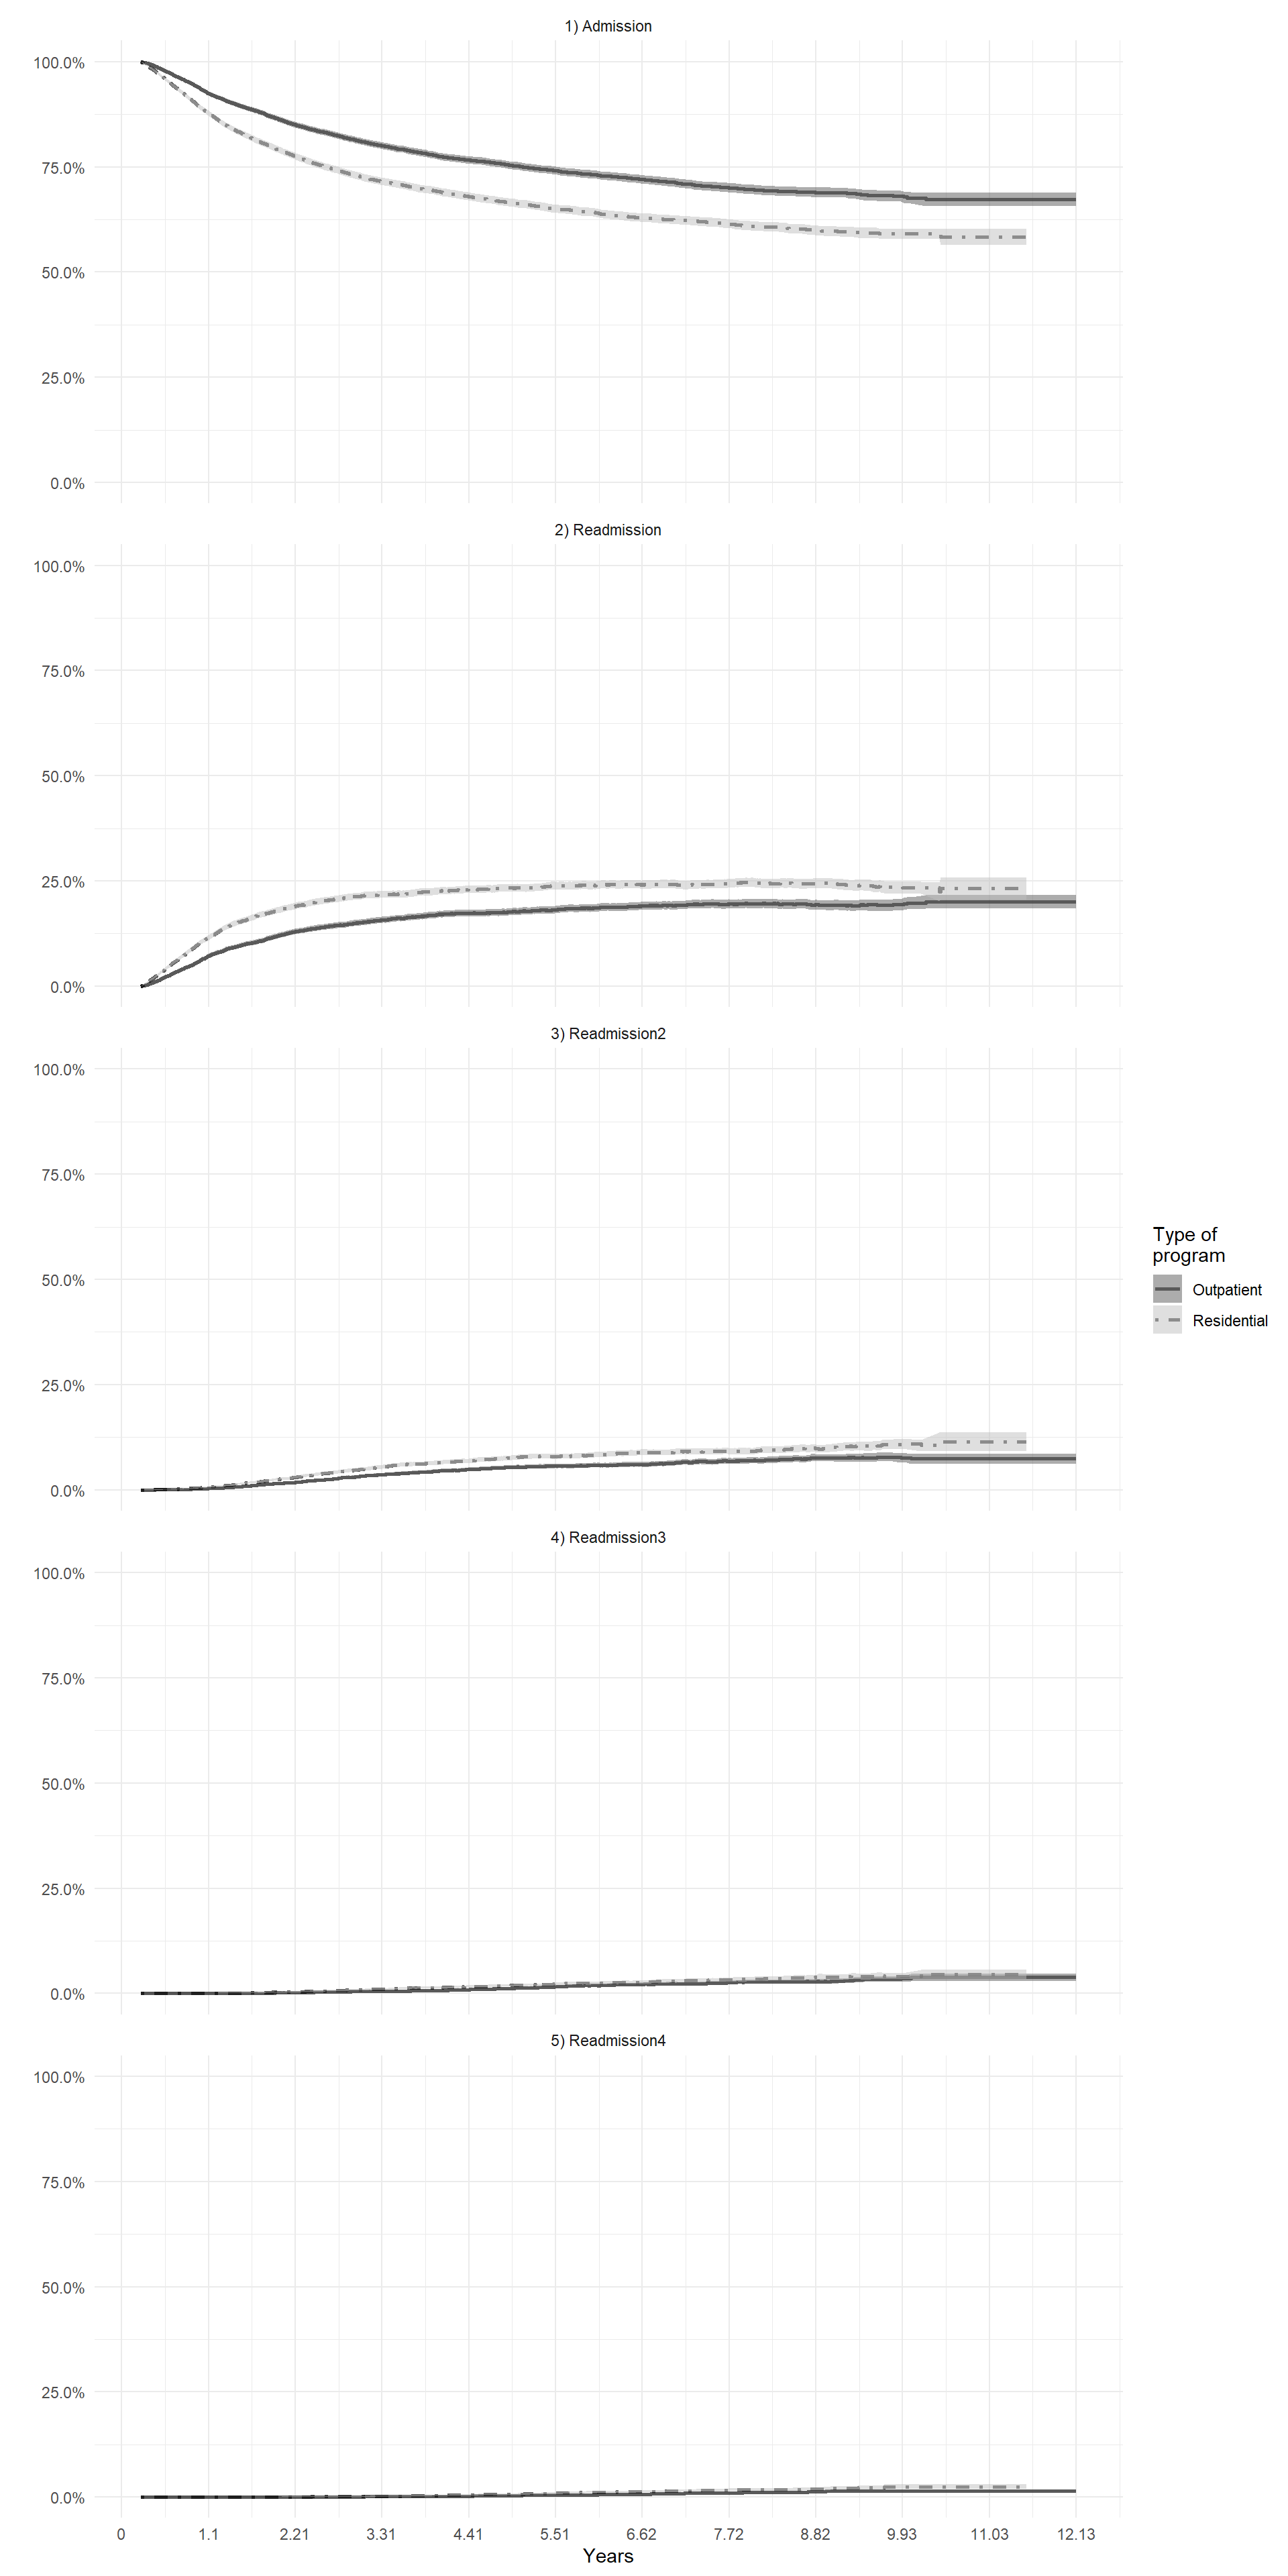 1) Admission
100.0%
75.0%
50.0%
25.0%
0.0%
2) Readmission
100.0%
75.0%
50.0%
25.0%
0.0%
3) Readmission2
100.0%
75.0%
50.0%
25.0%
0.0%
Type of
program
Outpatient
Residential
4) Readmission3
100.0%
75.0%
50.0%
25.0%
0.0%
5) Readmission4
100.0%
75.0%
50.0%
25.0%
0.0%
0 1.1 2.21 3.31 4.41 5.51 6.62 7.72 8.82 9.93 11.03 12.13
Years